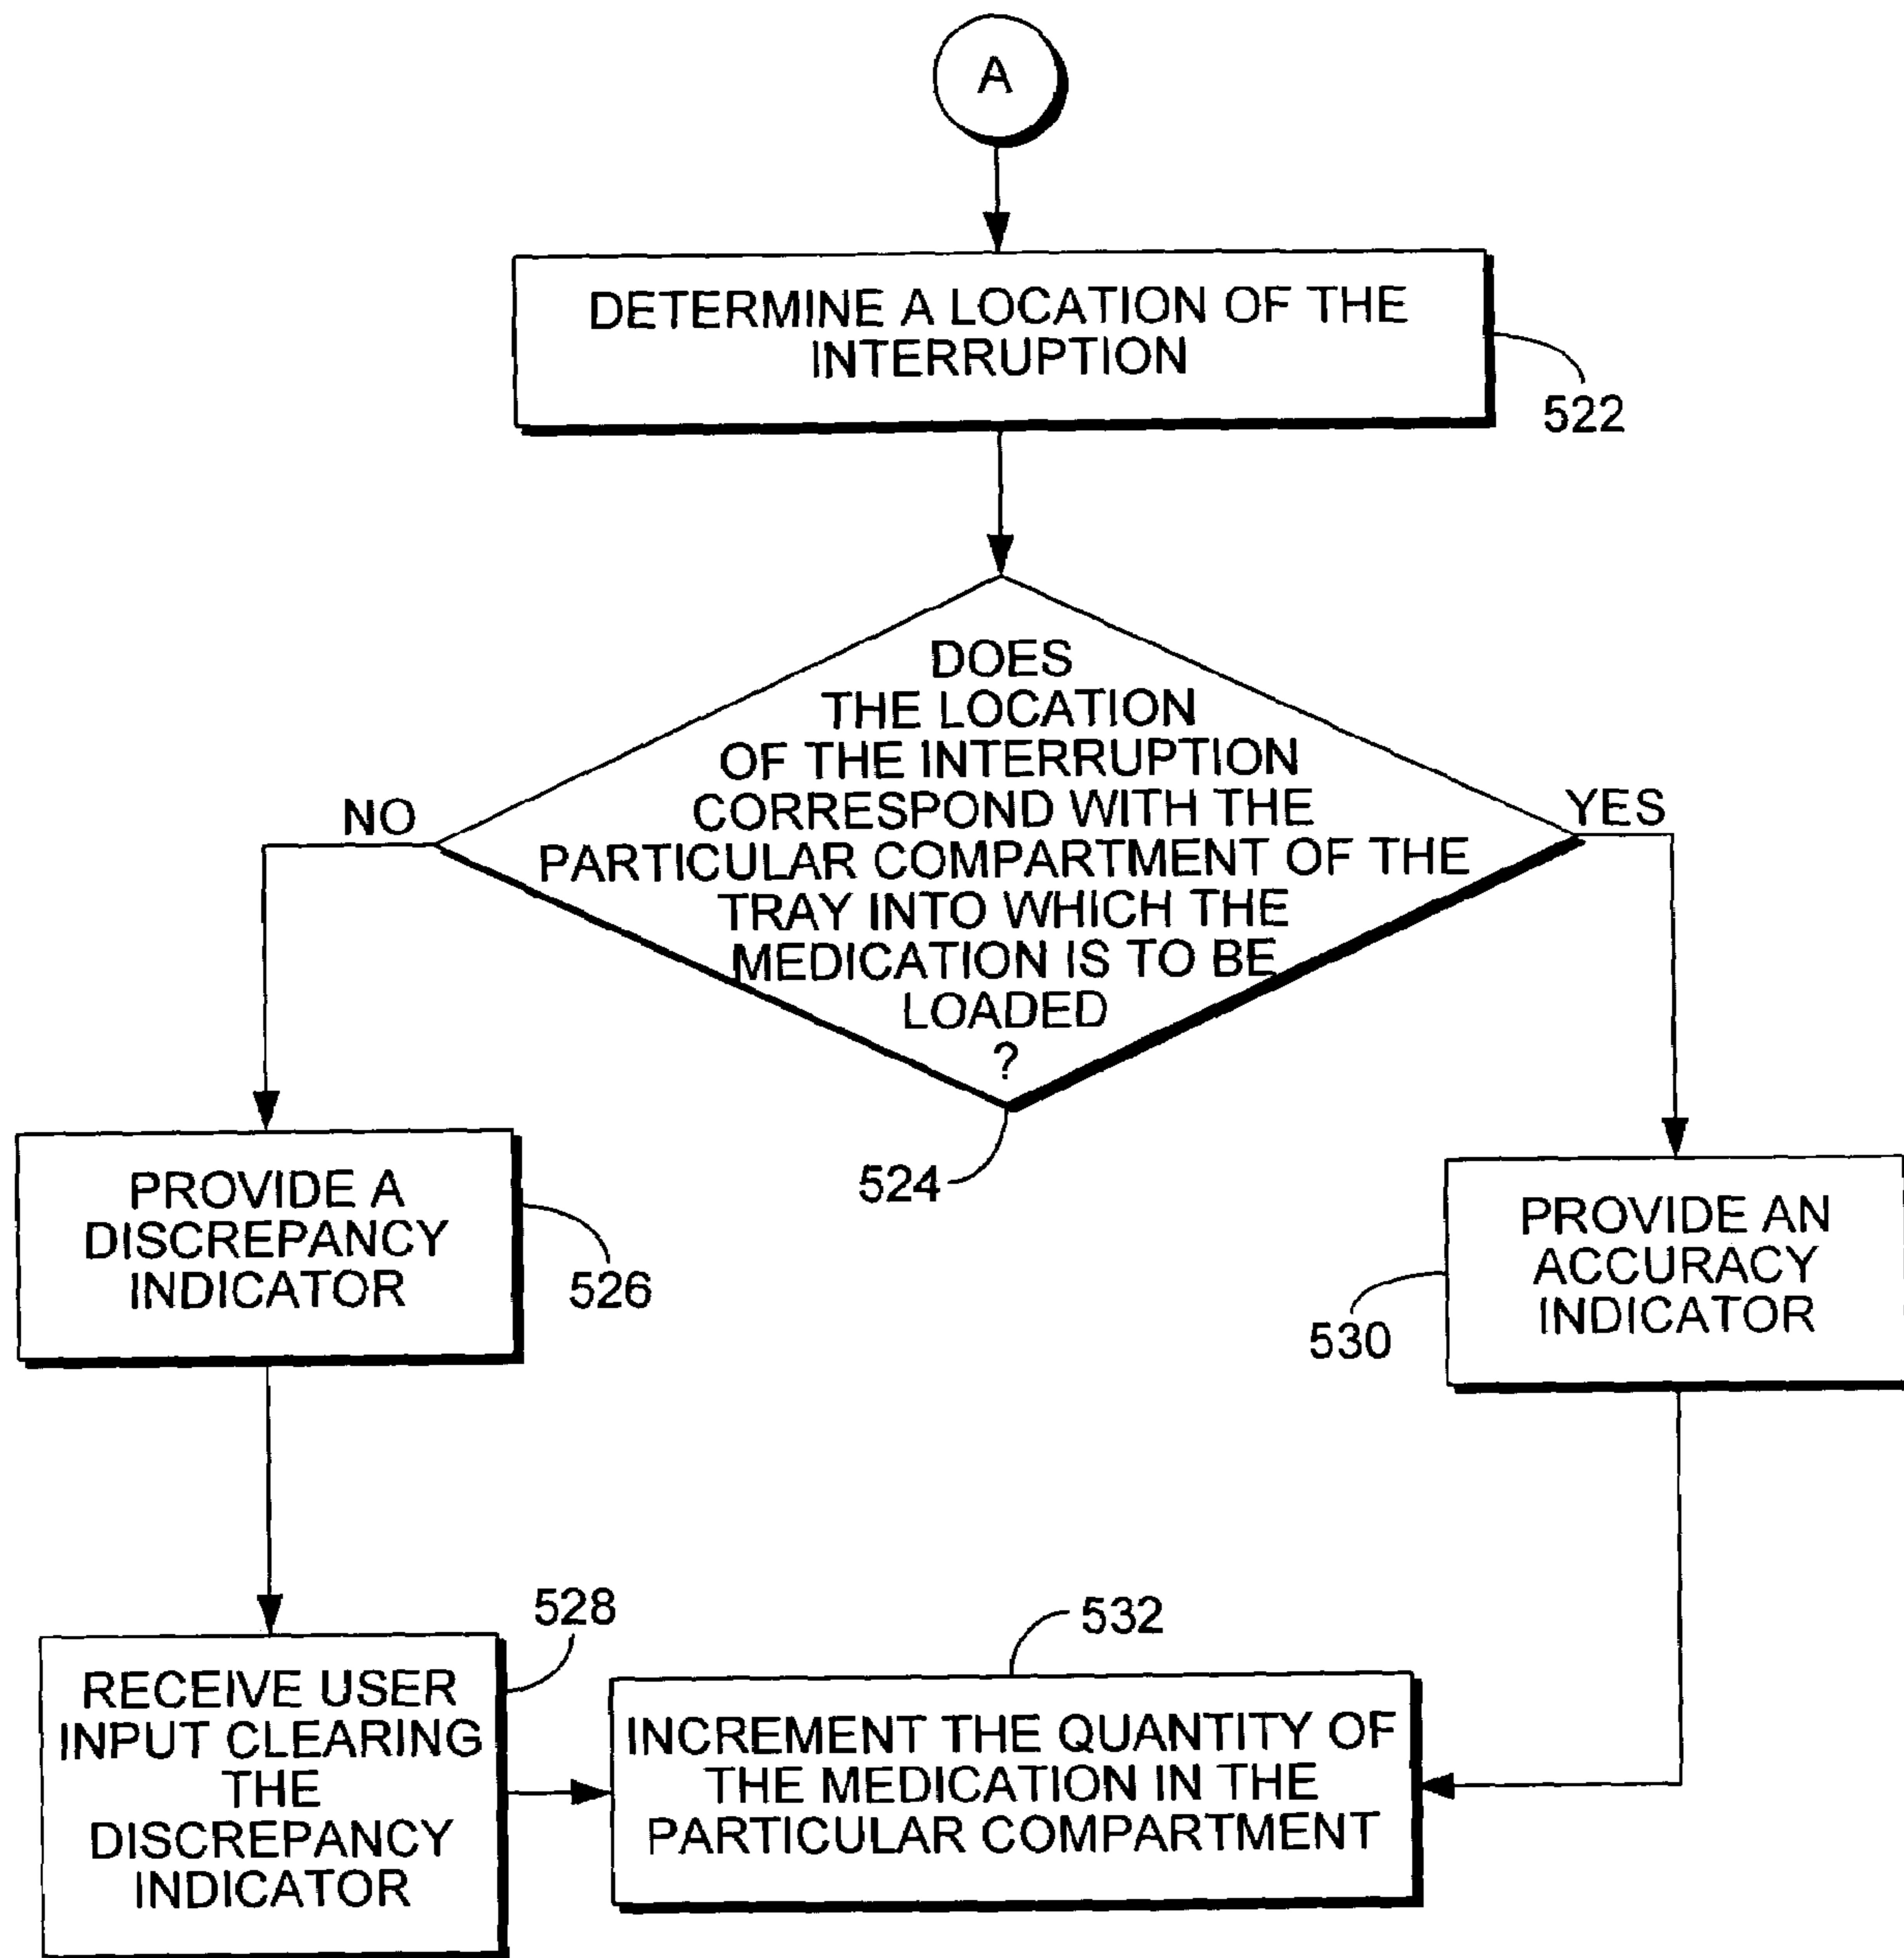 A
DETERMINE A LOCATION OF THE
INTERRUPTION
522
DOES
THE LOCATION
OF THE INTERRUPTION
CORRESPOND WITH THE
PARTICULAR COMPARTMENT OF THE
TRAY INTO WHICH THE
MEDICATION IS TO BE
LOADED
?
NO
YES
524
PROVIDE A
DISCREPANCY
INDICATOR
526
PROVIDE AN
ACCURACY
INDICATOR
530
RECEIVE USER
INPUT CLEARING
THE
DISCREPANCY
INDICATOR
528
532
INCREMENT THE QUANTITY OF
THE MEDICATION IN THE
PARTICULAR COMPARTMENT